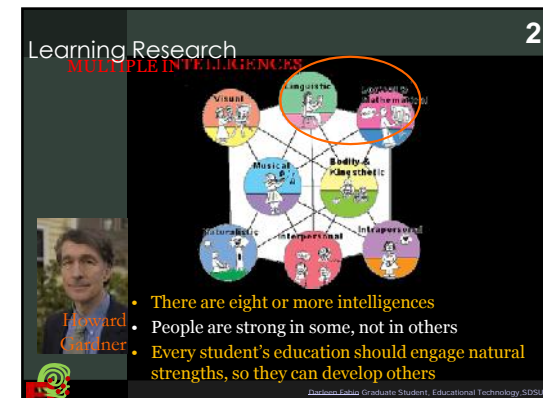 2
Learning Research
MULTIPLE INTELLIGENCES
Linguistic
Logical &
Mathematical
Visual
Musical
Bodily &
Kinesthetic
Naturalistic
Interpersonal
Intrapersonal
Howard
Gardner
• There are eight or more intelligences
• People are strong in some, not in others
• Every student's education should engage natural
strengths, so they can develop others
Darleen Fabio Graduate Student, Educational Technology,SDSU